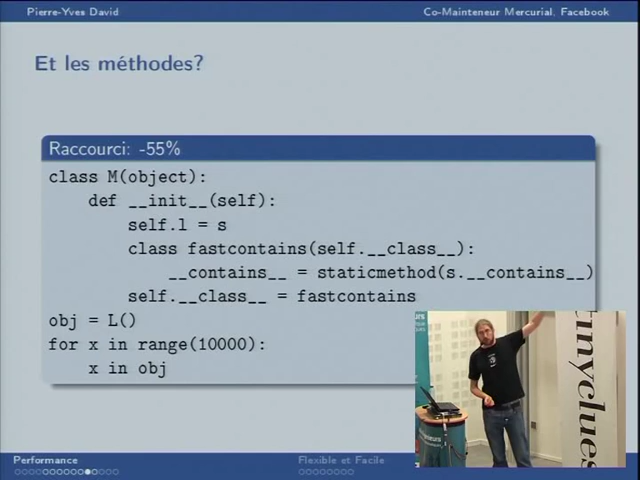 Pierre-Yves David
Co-Mainteneur Mercurial, Facebook
Et les méthodes?
Raccourci: -55%
class M(object):
def __init__(self):
self.l = s
class fastcontains(self.__class__):
__contains__ = staticmethod(s.__contains__)
self.__class__ = fastcontains
obj = L()
for x in range(10000):
x in obj
tinyclues
Performance
Flexible et Facile